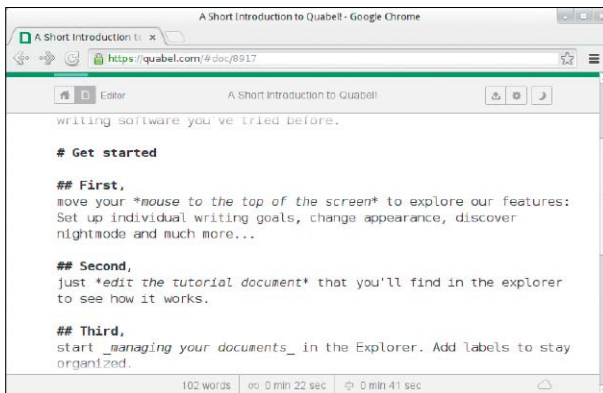 A Short Introduction to Quabel! - Google Chrome
A Short Introduction to ×
https://quabel.com/#doc/8917
D Editor A Short Introduction to Quabel!
writing software you've tried before.
# Get started
## First,
move your *mouse to the top of the screen* to explore our features:
Set up individual writing goals, change appearance, discover
nightmode and much more...
## Second,
just *edit the tutorial document* that you'll find in the explorer
to see how it works.
## Third,
start _managing your documents_ in the Explorer. Add labels to stay
organized.
102 words 0 min 22 sec 0 min 41 sec